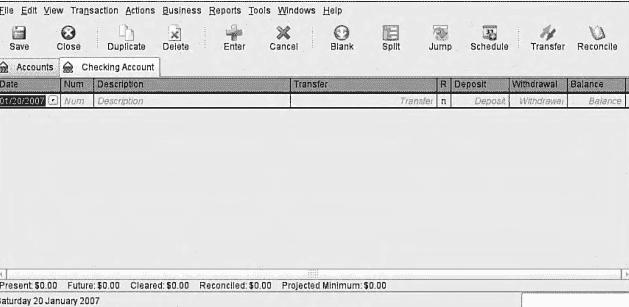 File Edit View Transaction Actions Business Reports Tools Windows Help
Save Close Duplicate Delete Enter Cancel Blank Split Jump Schedule Transfer Reconcile
Accounts Checking Account
Date Num Description Transfer R Deposit Withdrawal Balance
01/20/2007 Num Description Transfer n Deposit Withdrawal Balance
Present: $0.00 Future: $0.00 Cleared: $0.00 Reconciled: $0.00 Projected Minimum: $0.00
Saturday 20 January 2007